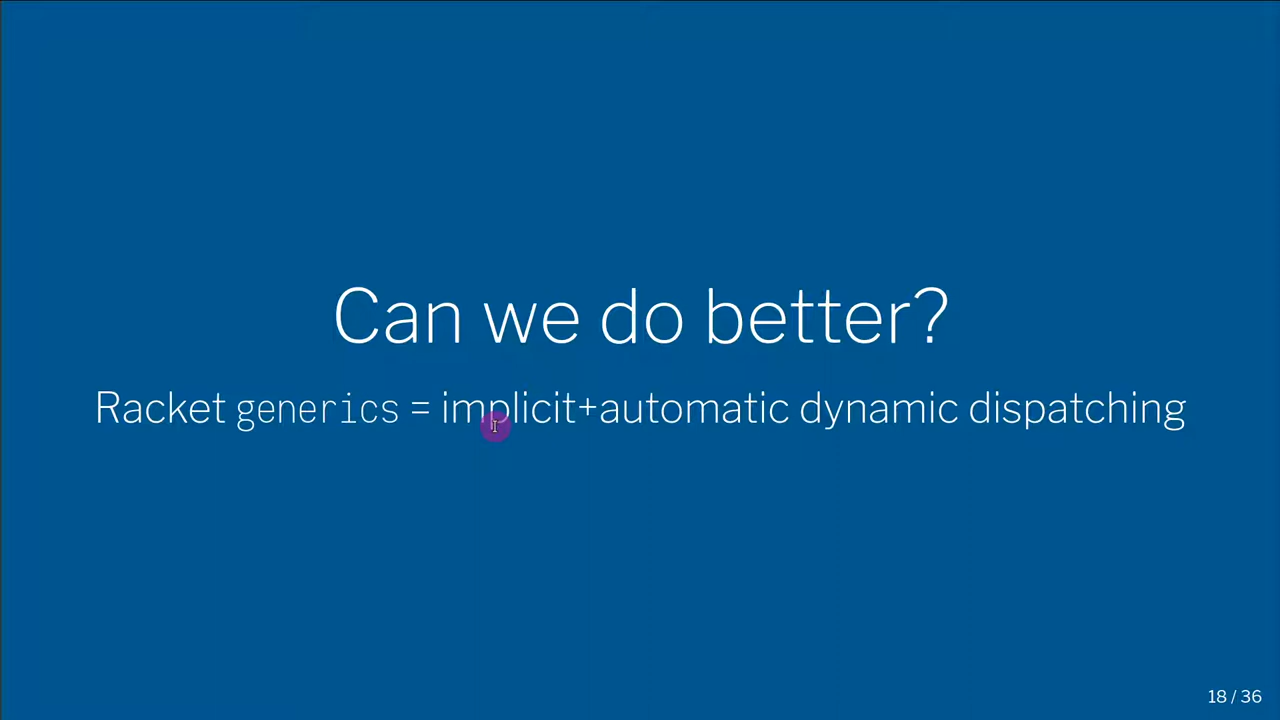 Can we do better?
Racket generics = implicit+automatic dynamic dispatching
18 / 36